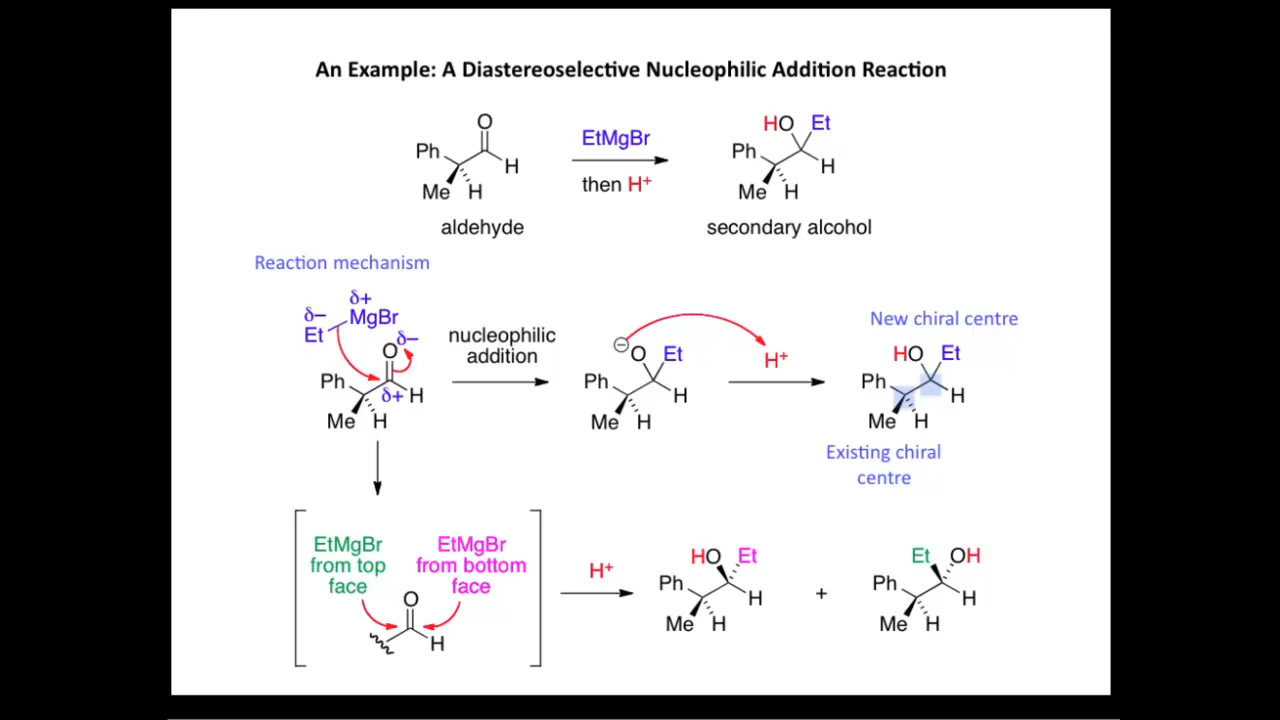 An Example: A Diastereoselective Nucleophilic Addition Reaction
O
Ph
H
Me
H
aldehyde
EtMgBr
then H⁺
HO
Et
Ph
H
Me
H
secondary alcohol
Reaction mechanism
δ+
δ–
MgBr
Et
δ–
O
Ph
δ+
H
Me
H
nucleophilic
addition
–
O
Et
Ph
H
Me
H
H⁺
New chiral centre
HO
Et
Ph
H
Me
H
Existing chiral
centre
EtMgBr
from top
face
EtMgBr
from bottom
face
O
H
H⁺
HO
Et
Ph
H
Me
H
+
Et
OH
Ph
H
Me
H